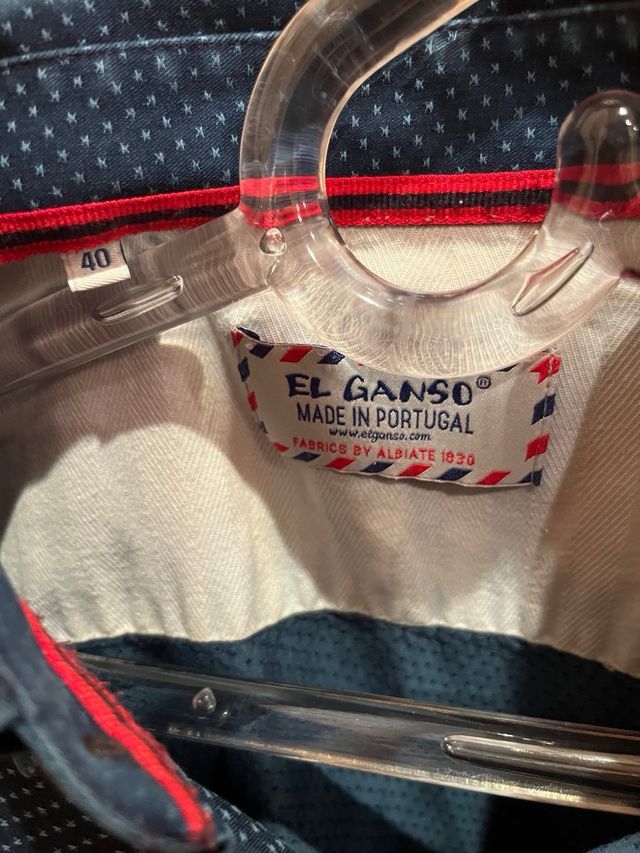 40
EL GANSO®
MADE IN PORTUGAL
www.elganso.com
FABRICS BY ALBIATE 1830